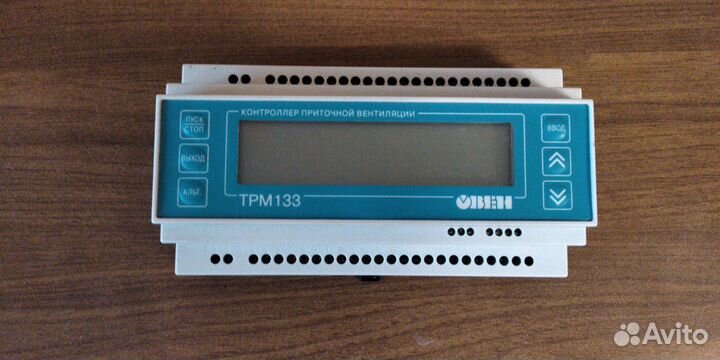 КОНТРОЛЛЕР ПРИТОЧНОЙ ВЕНТИЛЯЦИИ
ПУСК
СТОП
ВЫХОД
АЛЬТ.
ВВОД
ТРМ133
ОВЕН
Avito